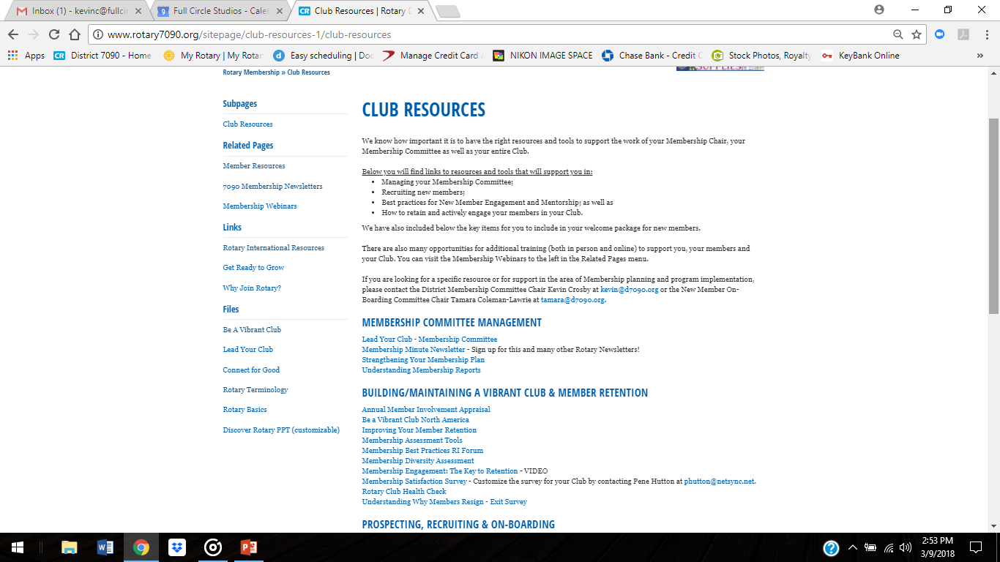 Inbox (1) - kevinc@fullcir
Full Circle Studios - Caler
Club Resources | Rotary D
www.rotary7090.org/sitepage/club-resources-1/club-resources
Apps
District 7090 - Home
My Rotary | My Rotar
Easy scheduling | Doc
Manage Credit Card A
NIKON IMAGE SPACE
Chase Bank - Credit C
Stock Photos, Royalty
KeyBank Online
»
Rotary Membership » Club Resources
SUPPLIES
Subpages
Club Resources
Related Pages
Member Resources
7090 Membership Newsletters
Membership Webinars
Links
Rotary International Resources
Get Ready to Grow
Why Join Rotary?
Files
Be A Vibrant Club
Lead Your Club
Connect for Good
Rotary Terminology
Rotary Basics
Discover Rotary PPT (customizable)
CLUB RESOURCES
We know how important it is to have the right resources and tools to support the work of your Membership Chair, your
Membership Committee as well as your entire Club.
Below you will find links to resources and tools that will support you in:
• Managing your Membership Committee;
• Recruiting new members;
• Best practices for New Member Engagement and Mentorship; as well as
• How to retain and actively engage your members in your Club.
We have also included below the key items for you to include in your welcome package for new members.
There are also many opportunities for additional training (both in person and online) to support you, your members and
your Club. You can visit the Membership Webinars to the left in the Related Pages menu.
If you are looking for a specific resource or for support in the area of Membership planning and program implementation,
please contact the District Membership Committee Chair Kevin Crosby at kevin@d7090.org or the New Member On-
Boarding Committee Chair Tamara Coleman-Lawrie at tamara@d7090.org.
MEMBERSHIP COMMITTEE MANAGEMENT
Lead Your Club - Membership Committee
Membership Minute Newsletter - Sign up for this and many other Rotary Newsletters!
Strengthening Your Membership Plan
Understanding Membership Reports
BUILDING/MAINTAINING A VIBRANT CLUB & MEMBER RETENTION
Annual Member Involvement Appraisal
Be a Vibrant Club North America
Improving Your Member Retention
Membership Assessment Tools
Membership Best Practices RI Forum
Membership Diversity Assessment
Membership Engagement: The Key to Retention - VIDEO
Membership Satisfaction Survey - Customize the survey for your Club by contacting Pene Hutton at phutton@netsync.net.
Rotary Club Health Check
Understanding Why Members Resign - Exit Survey
PROSPECTING, RECRUITING & ON-BOARDING
2:53 PM
3/9/2018